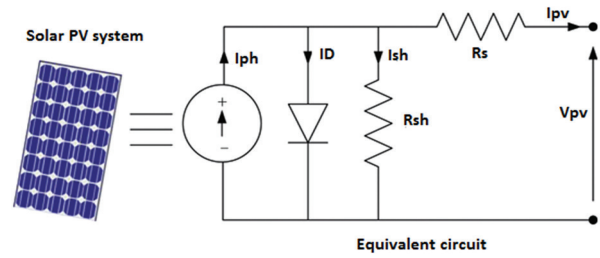 Solar PV system
Iph
ID
Ish
Rs
Ipv
Rsh
Vpv
+
−
Equivalent circuit